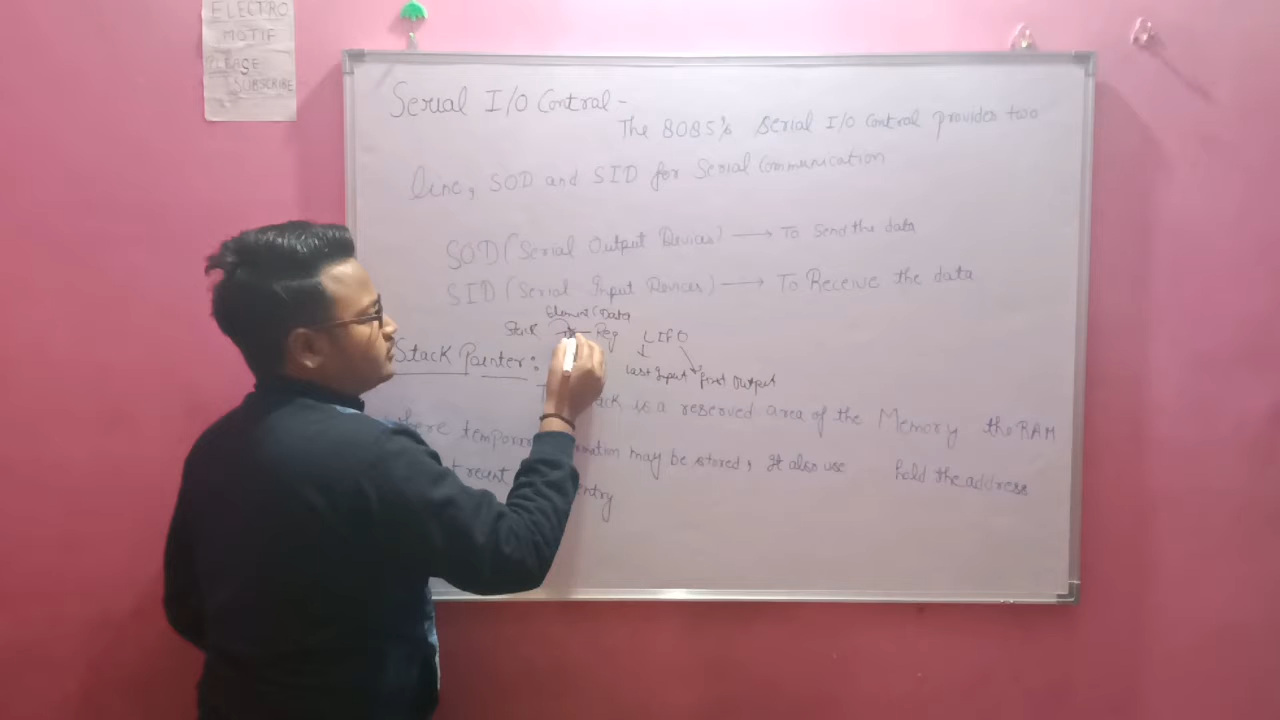 ELECTRO
MOTIF
PLEASE
SUBSCRIBE
Serial I/O Control -
The 8085's Serial I/O Control provides two
line, SOD and SID for Serial Communication
SOD (Serial Output Devices) → To Send the data
SID (Serial Input Devices) → To Receive the data
Element (Data
Stack Reg LIFO
Stack Pointer:
last Input first Output
is a reserved area of the Memory the RAM
may be stored, It also use hold the address
entry